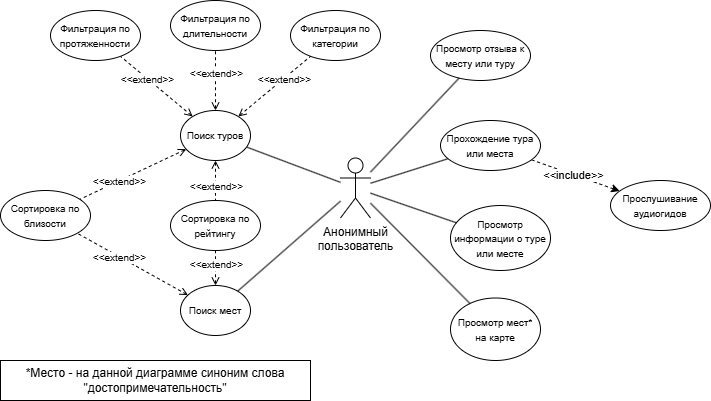 Фильтрация по
протяженности
Фильтрация по
длительности
Фильтрация по
категории
<<extend>>
<<extend>>
<<extend>>
Поиск туров
<<extend>>
<<extend>>
Сортировка по
близости
Сортировка по
рейтингу
<<extend>>
<<extend>>
Поиск мест
Анонимный
пользователь
Просмотр отзыва к
месту или туру
Прохождение тура
или места
<<include>>
Прослушивание
аудиогидов
Просмотр
информации о туре
или месте
Просмотр мест*
на карте
*Место - на данной диаграмме синоним слова
"достопримечательность"